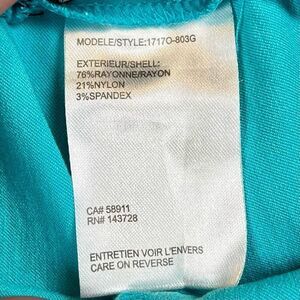 MODELE/STYLE:1717O-803G
EXTERIEUR/SHELL:
76%RAYONNE/RAYON
21%NYLON
3%SPANDEX
CA# 58911
RN# 143728
ENTRETIEN VOIR L'ENVERS
CARE ON REVERSE